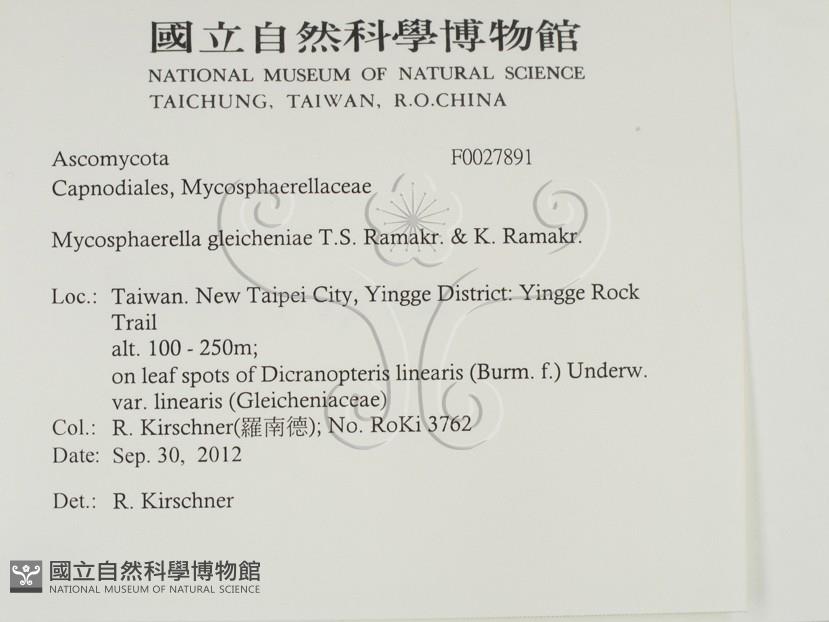 國立自然科學博物館
NATIONAL MUSEUM OF NATURAL SCIENCE
TAICHUNG, TAIWAN, R.O.CHINA
Ascomycota F0027891
Capnodiales, Mycosphaerellaceae
Mycosphaerella gleicheniae T.S. Ramakr. & K. Ramakr.
Loc.: Taiwan. New Taipei City, Yingge District: Yingge Rock
Trail
alt. 100 - 250m;
on leaf spots of Dicranopteris linearis (Burm. f.) Underw.
var. linearis (Gleicheniaceae)
Col.: R. Kirschner(羅南德); No. RoKi 3762
Date: Sep. 30, 2012
Det.: R. Kirschner
國立自然科學博物館
NATIONAL MUSEUM OF NATURAL SCIENCE